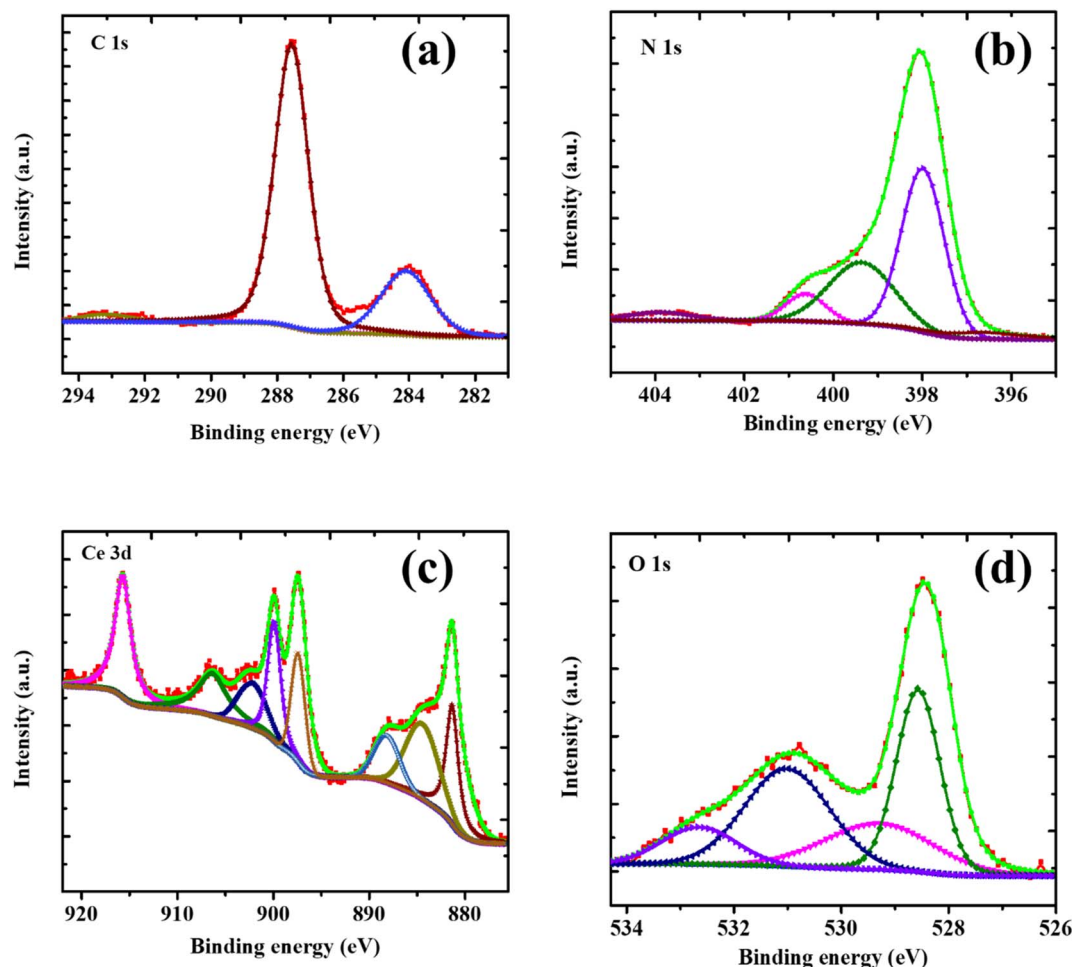 C 1s
(a)
Intensity (a.u.)
294 292 290 288 286 284 282
Binding energy (eV)
N 1s
(b)
Intensity (a.u.)
404 402 400 398 396
Binding energy (eV)
Ce 3d
(c)
Intensity (a.u.)
920 910 900 890 880
Binding energy (eV)
O 1s
(d)
Intensity (a.u.)
534 532 530 528 526
Binding energy (eV)